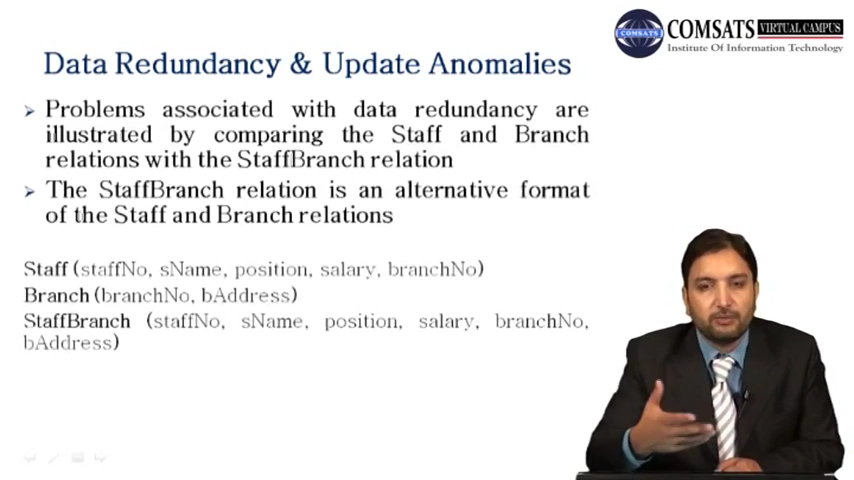 COMSATS VIRTUAL CAMPUS
COMSATS
Institute Of Information Technology
Data Redundancy & Update Anomalies
Problems associated with data redundancy are
illustrated by comparing the Staff and Branch
relations with the StaffBranch relation
The StaffBranch relation is an alternative format
of the Staff and Branch relations
Staff (staffNo, sName, position, salary, branchNo)
Branch (branchNo, bAddress)
StaffBranch (staffNo, sName, position, salary, branchNo,
bAddress)